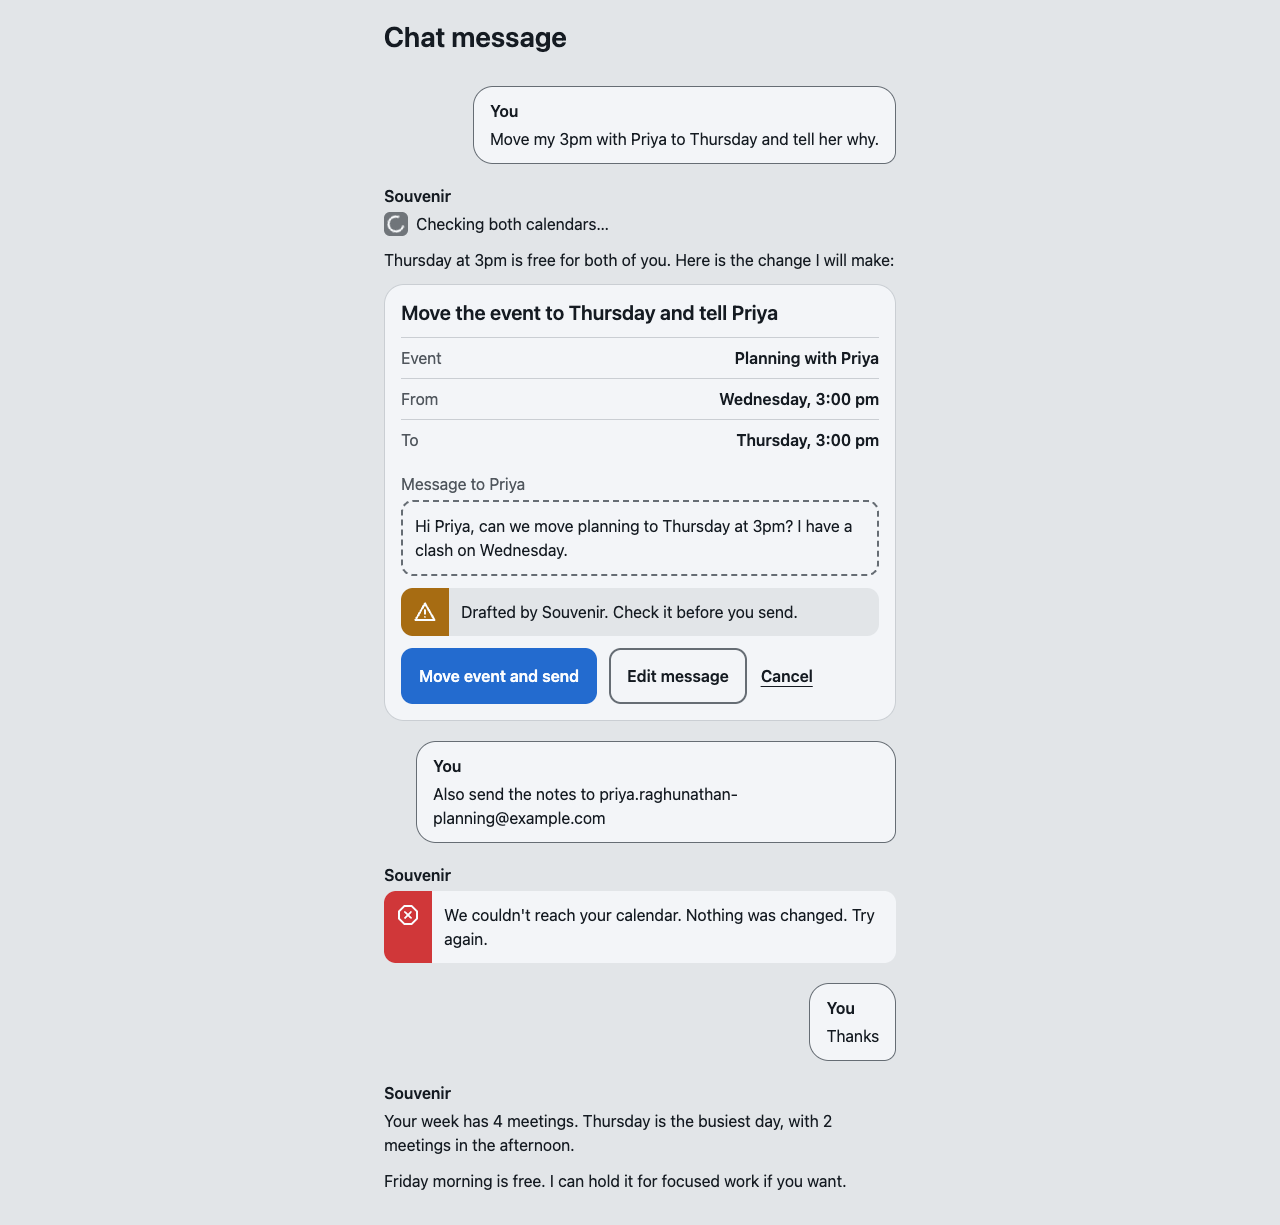 Chat message
You
Move my 3pm with Priya to Thursday and tell her why.
Souvenir
Checking both calendars…
Thursday at 3pm is free for both of you. Here is the change I will make:
Move the event to Thursday and tell Priya
Event Planning with Priya
From Wednesday, 3:00 pm
To Thursday, 3:00 pm
Message to Priya
Hi Priya, can we move planning to Thursday at 3pm? I have a
clash on Wednesday.
Drafted by Souvenir. Check it before you send.
Move event and send Edit message Cancel
You
Also send the notes to priya.raghunathan-
planning@example.com
Souvenir
We couldn't reach your calendar. Nothing was changed. Try
again.
You
Thanks
Souvenir
Your week has 4 meetings. Thursday is the busiest day, with 2
meetings in the afternoon.
Friday morning is free. I can hold it for focused work if you want.